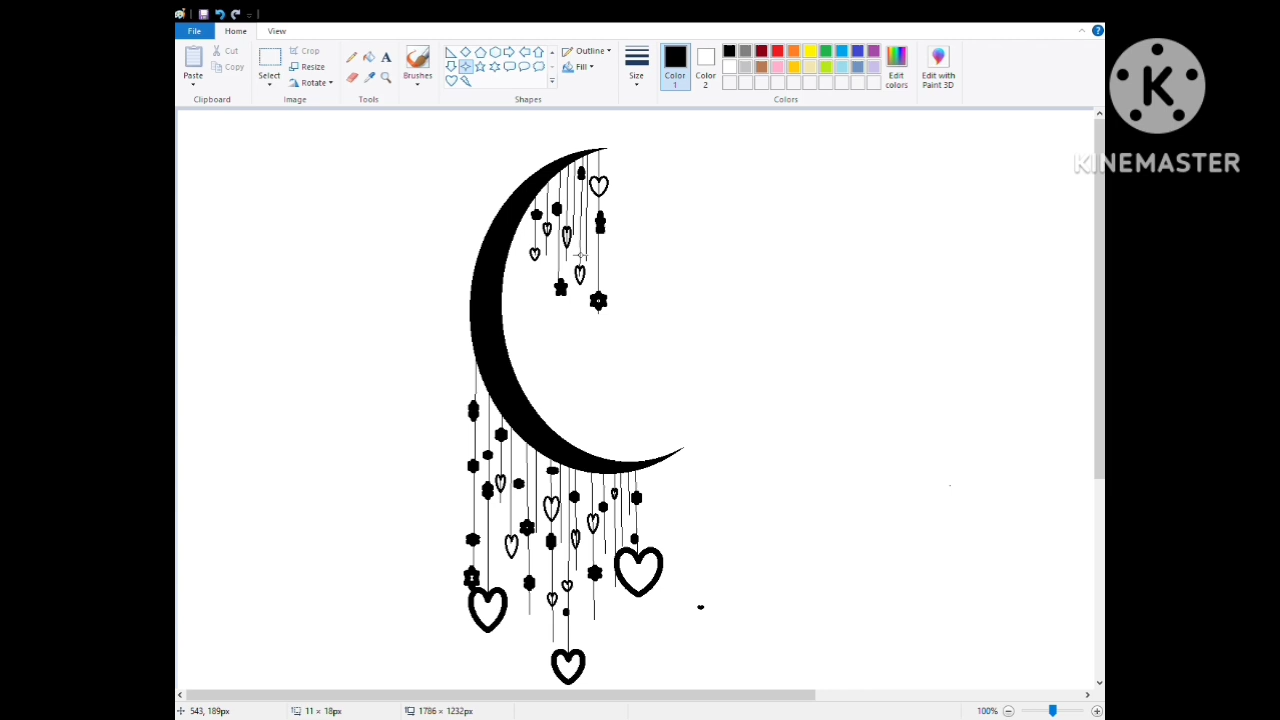 File Home View
Paste
Clipboard
Cut
Copy
Select
Crop
Resize
Rotate
Image
A
Tools
Brushes
Shapes
Outline
Fill
Size
Color 1
Color 2
Colors
Edit colors
Edit with Paint 3D
K
KINEMASTER
543, 189px
11 × 18px
1786 × 1232px
100%